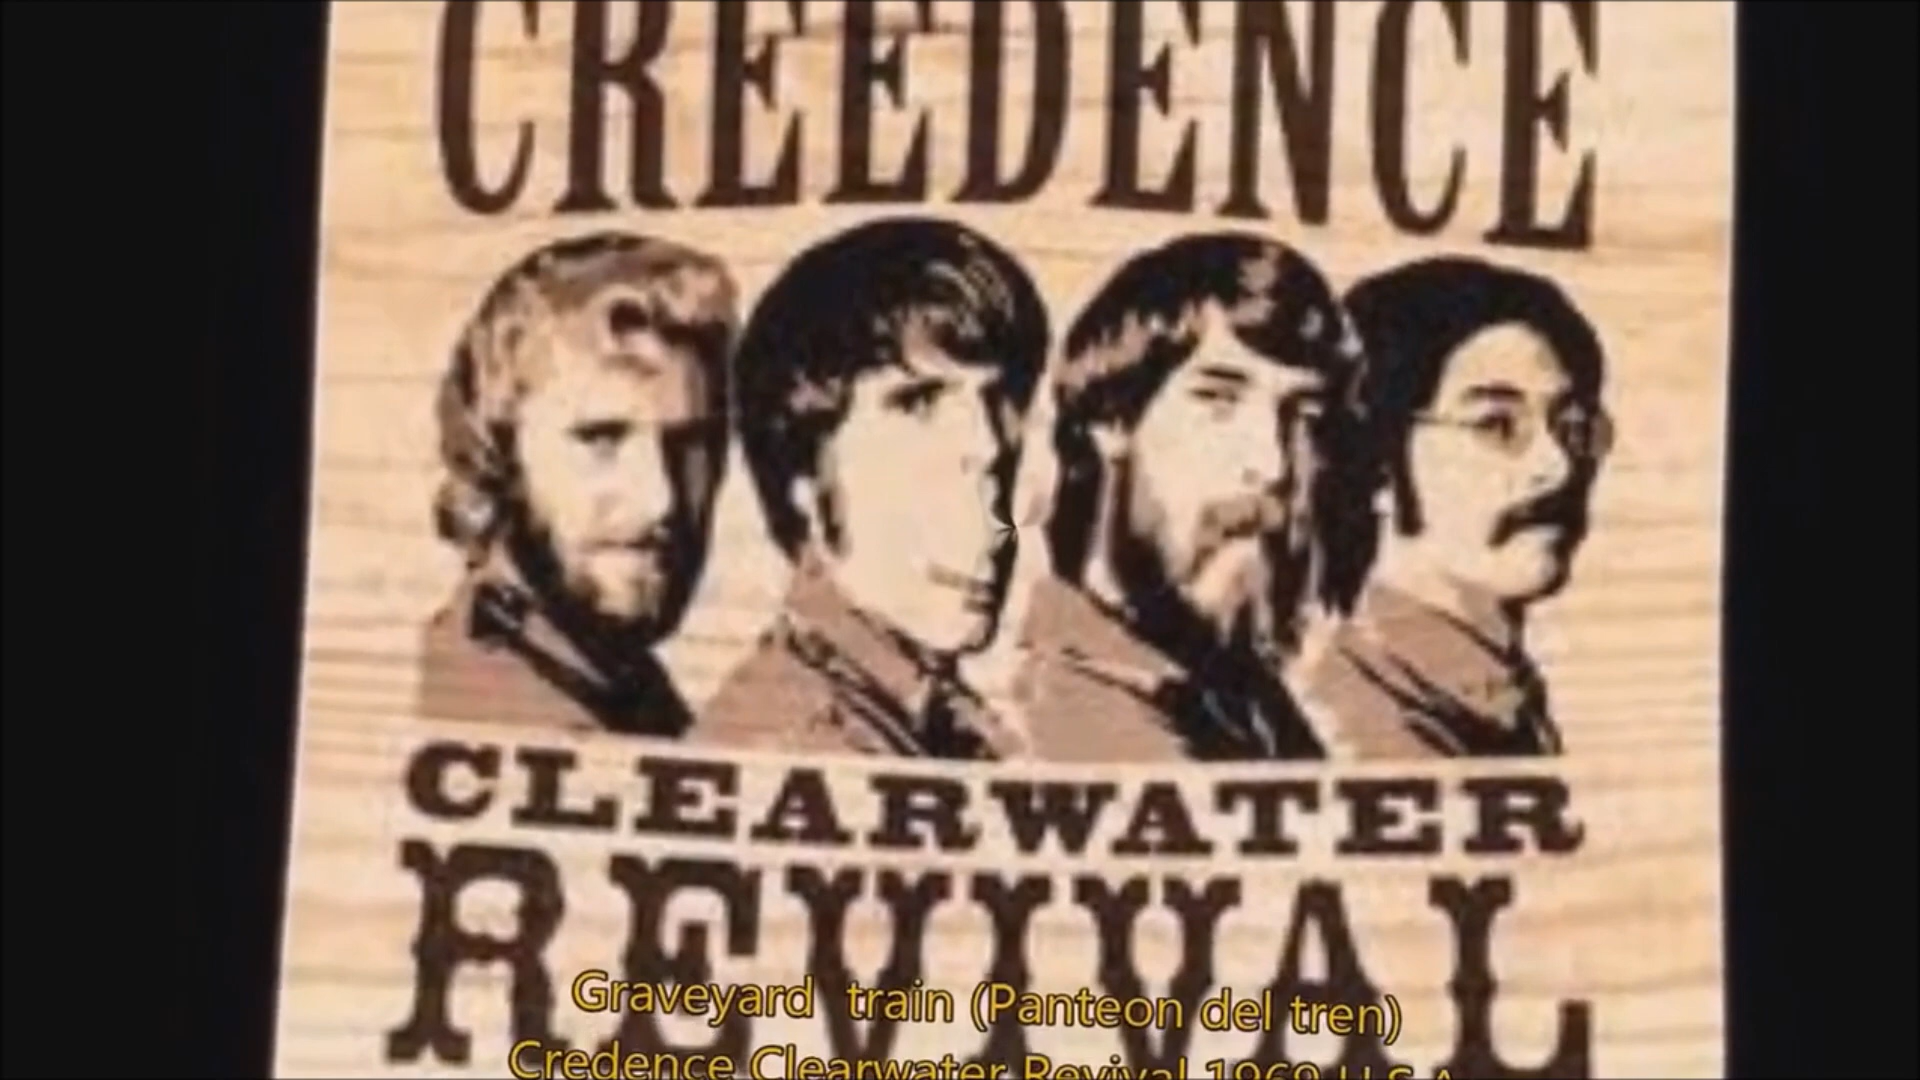 CREEDENCE
CLEARWATER
REVIVAL
Graveyard train (Panteon del tren)
Credence Clearwater Revival 1969 U.S.A.